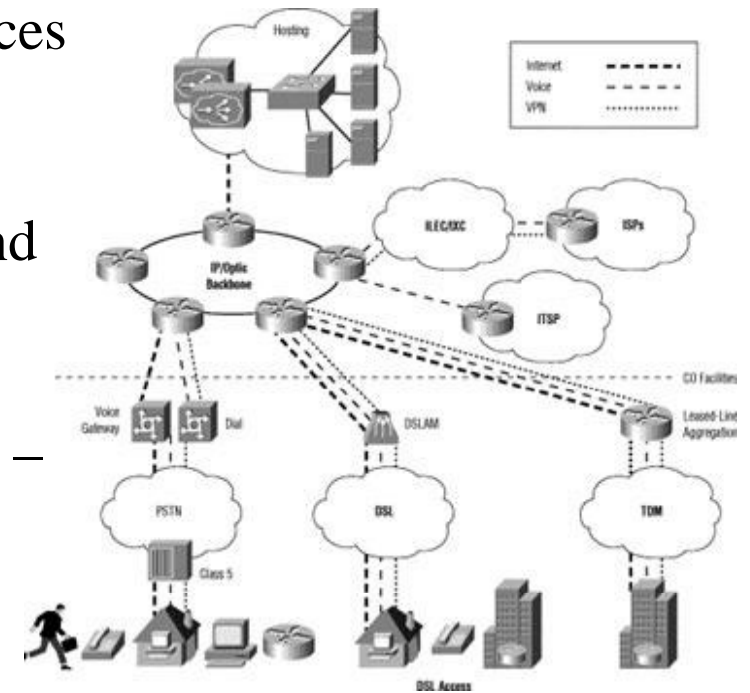 ces
Hosting
Internet
Voice
VPN
nd
ILEC/IXC
ISPs
IP/Optic
Backbone
ITSP
CO Facilities
Voice
Gateway
Dial
DSLAM
Leased-Line
Aggregation
–
PSTN
DSL
TDM
Class 5
DSL Access